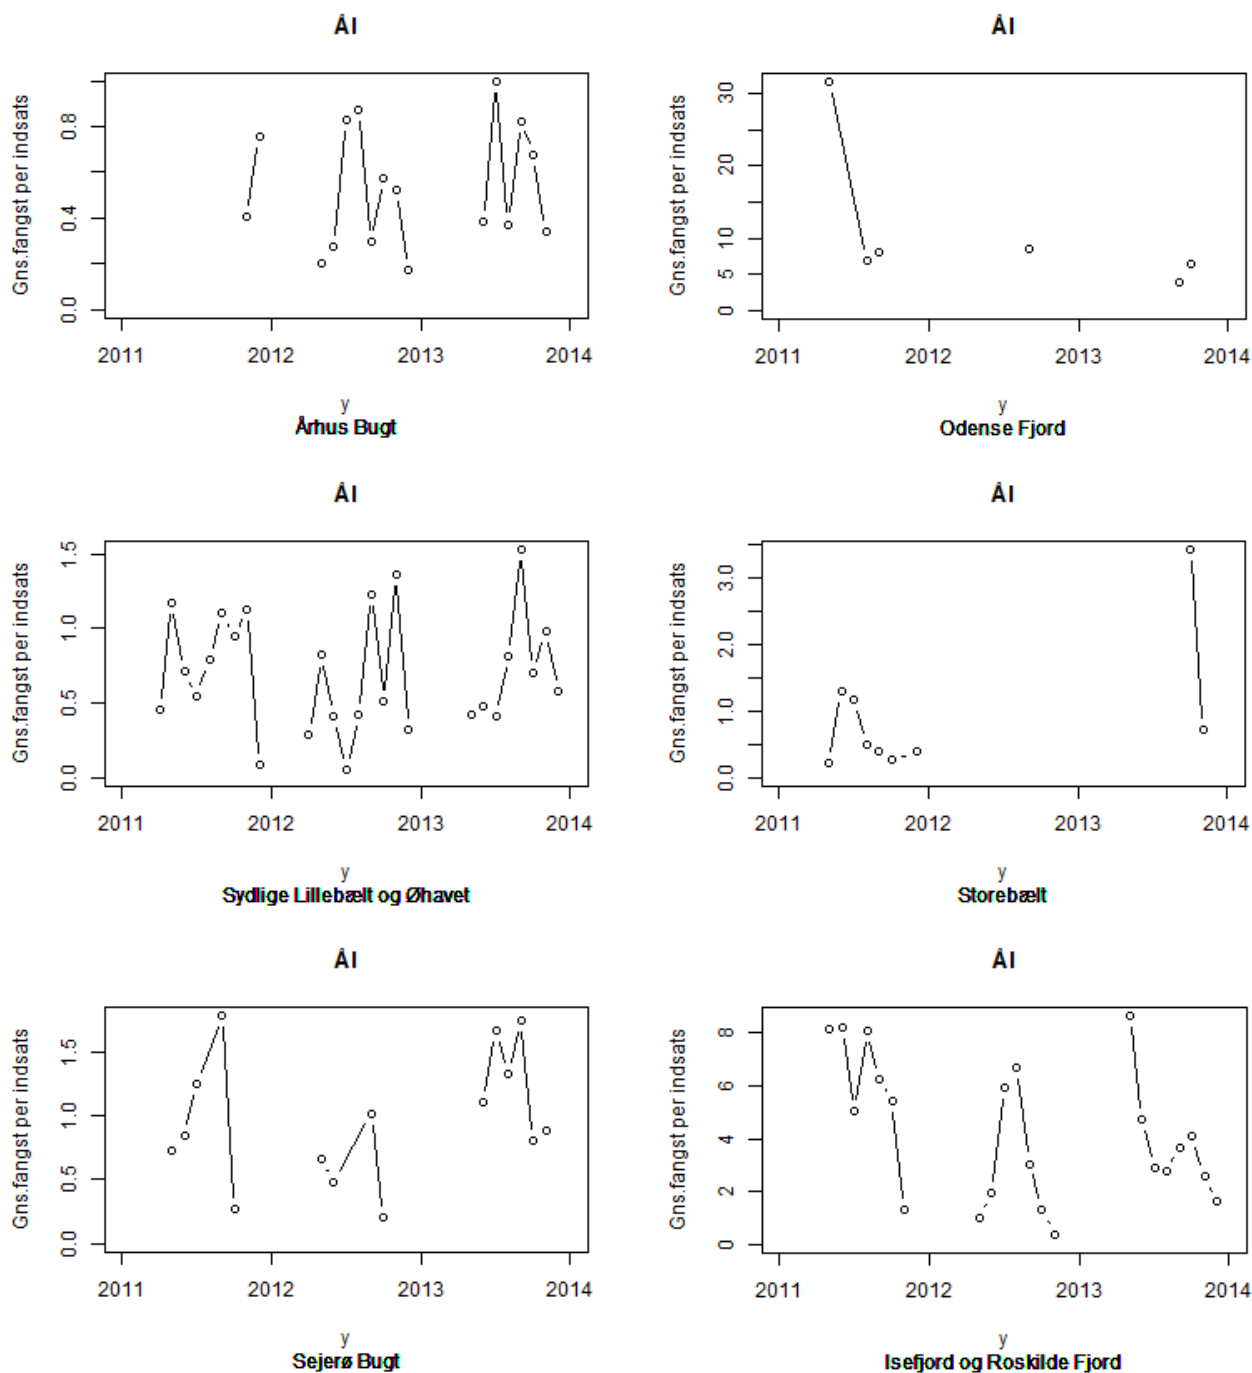 Ål
Gns.fangst per indsats
0.0 0.4 0.8
2011 2012 2013 2014
y
Århus Bugt
Ål
Gns.fangst per indsats
0 5 10 20 30
2011 2012 2013 2014
y
Odense Fjord
Ål
Gns.fangst per indsats
0.0 0.5 1.0 1.5
2011 2012 2013 2014
y
Sydlige Lillebælt og Øhavet
Ål
Gns.fangst per indsats
0.0 1.0 2.0 3.0
2011 2012 2013 2014
y
Storebælt
Ål
Gns.fangst per indsats
0.0 0.5 1.0 1.5
2011 2012 2013 2014
y
Sejerø Bugt
Ål
Gns.fangst per indsats
0 2 4 6 8
2011 2012 2013 2014
y
Isefjord og Roskilde Fjord